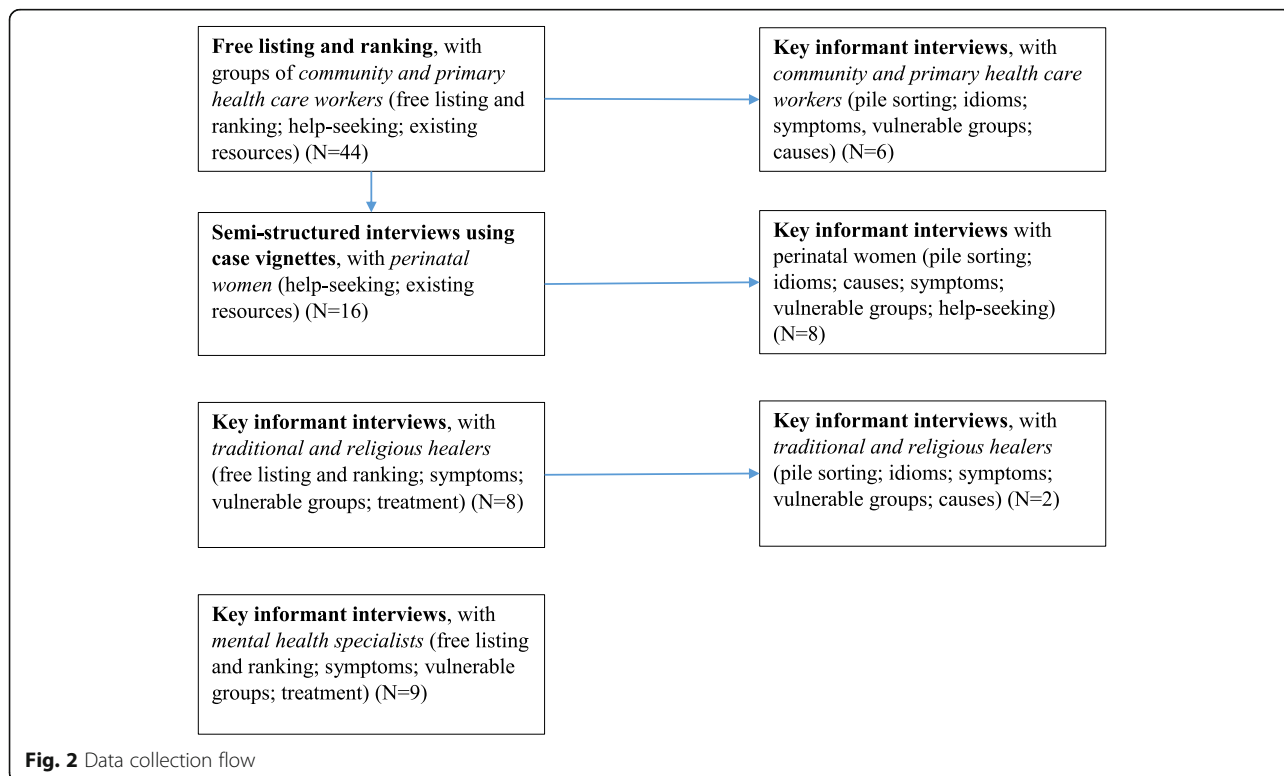 Free listing and ranking, with
groups of community and primary
health care workers (free listing and
ranking; help-seeking; existing
resources) (N=44)
Key informant interviews, with
community and primary health care
workers (pile sorting; idioms;
symptoms, vulnerable groups;
causes) (N=6)
Semi-structured interviews using
case vignettes, with perinatal
women (help-seeking; existing
resources) (N=16)
Key informant interviews with
perinatal women (pile sorting;
idioms; causes; symptoms;
vulnerable groups; help-seeking)
(N=8)
Key informant interviews, with
traditional and religious healers
(free listing and ranking; symptoms;
vulnerable groups; treatment) (N=8)
Key informant interviews, with
traditional and religious healers
(pile sorting; idioms; symptoms;
vulnerable groups; causes) (N=2)
Key informant interviews, with
mental health specialists (free listing
and ranking; symptoms; vulnerable
groups; treatment) (N=9)
Fig. 2 Data collection flow